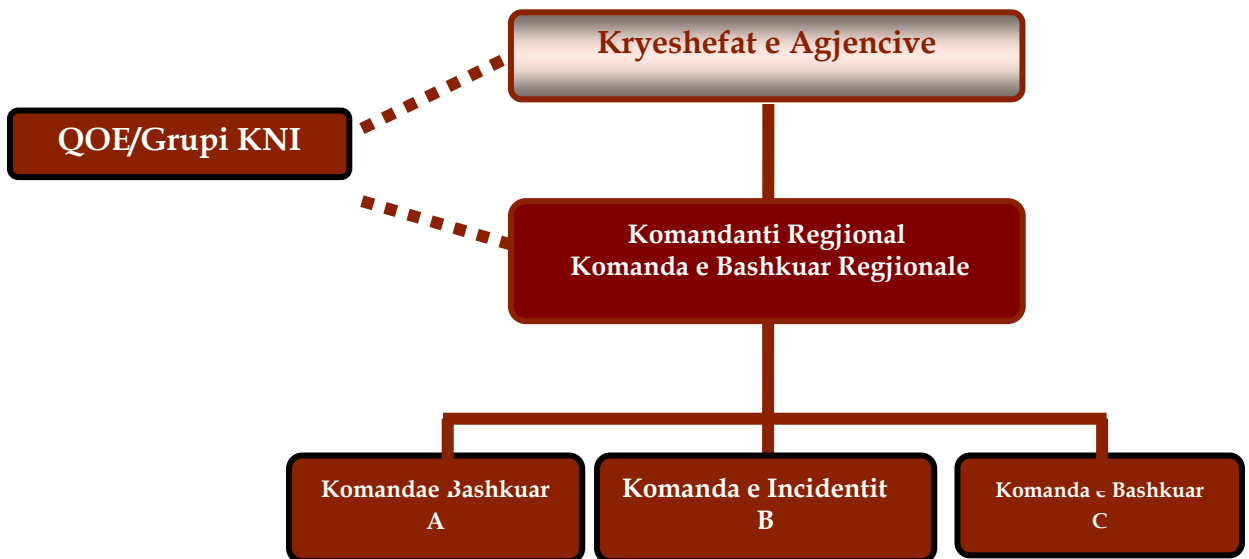 Kryeshefat e Agjencive
QOE/Grupi KNI
Komandanti Regjional
Komanda e Bashkuar Regjionale
Komandae Bashkuar
A
Komanda e Incidentit
B
Komanda e Bashkuar
C